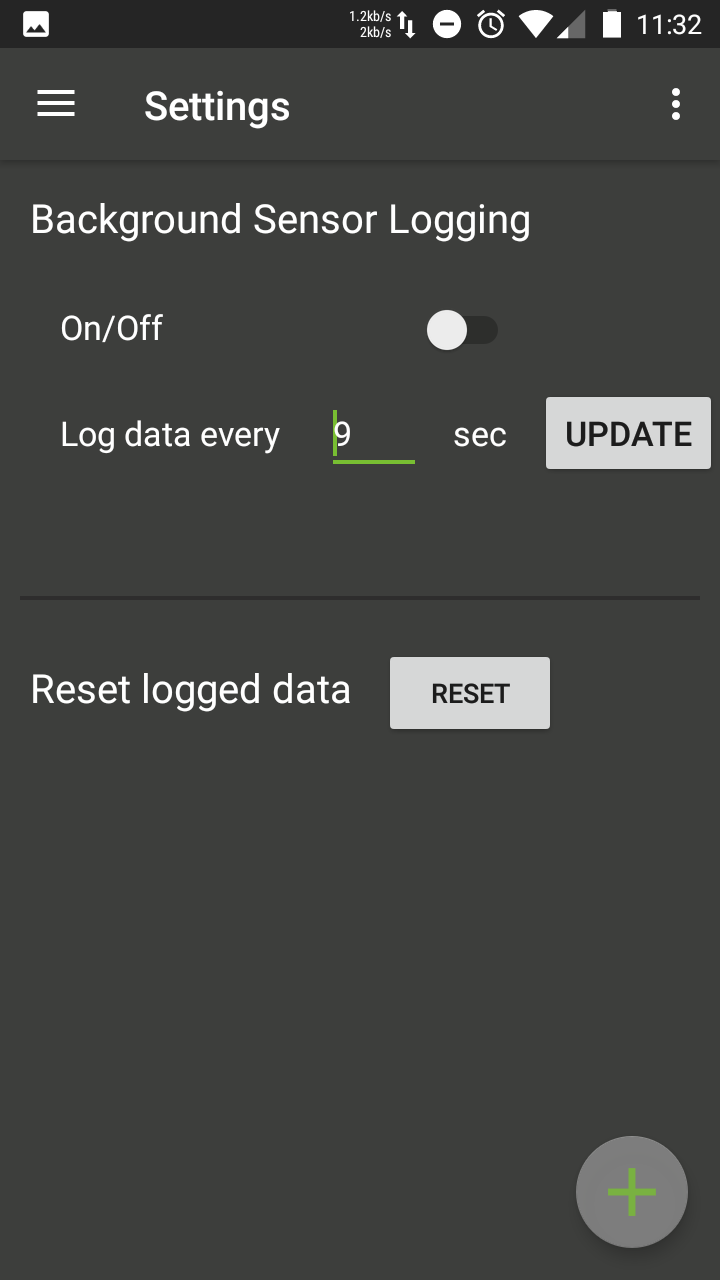 1.2kb/s
2kb/s
11:32
Settings
Background Sensor Logging
On/Off
Log data every 9 sec UPDATE
Reset logged data RESET